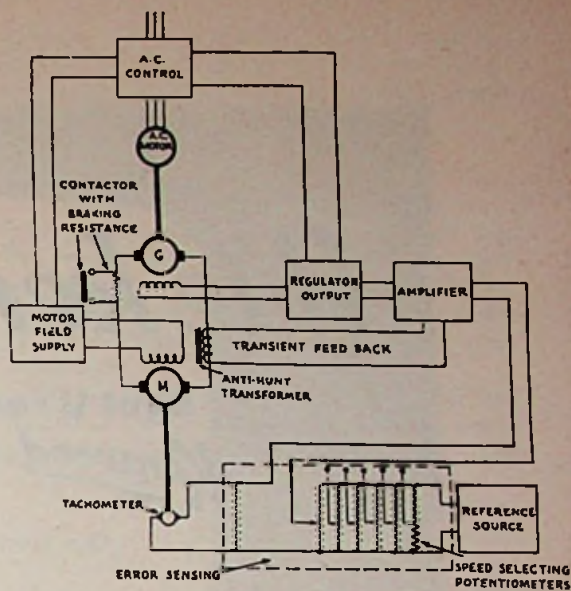 A.C.
CONTROL
A.C.
MOTOR
CONTACTOR
WITH
BRAKING
RESISTANCE
G
REGULATOR
OUTPUT
AMPLIFIER
MOTOR
FIELD
SUPPLY
TRANSIENT FEED BACK
ANTI-HUNT
TRANSFORMER
M
TACHOMETER
REFERENCE
SOURCE
ERROR SENSING
SPEED SELECTING
POTENTIOMETERS